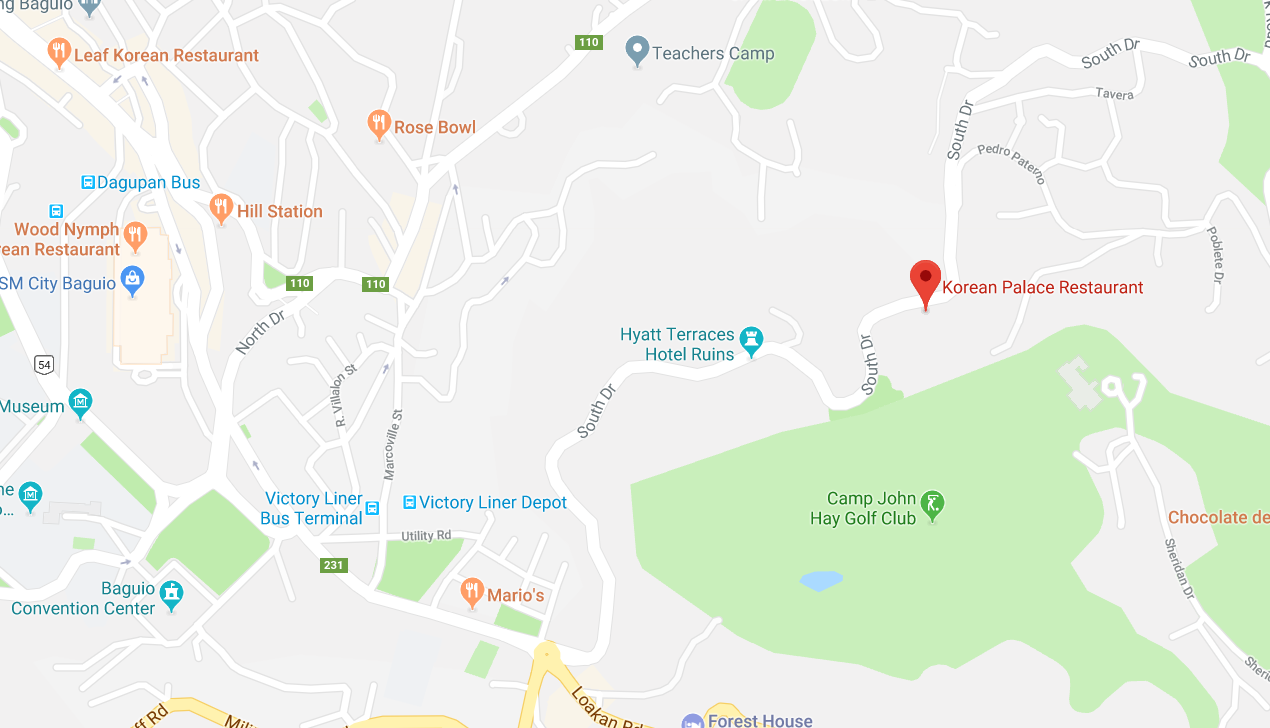 ng Baguio
Leaf Korean Restaurant
110
Teachers Camp
South Dr
South Dr
Tavera
Rose Bowl
South Dr
Pedro Paterno
Dagupan Bus
Hill Station
Wood Nymph
rean Restaurant
SM City Baguio
110
110
Poblete Dr
Korean Palace Restaurant
North Dr
Hyatt Terraces
Hotel Ruins
54
South Dr
R. Villalon St
South Dr
Museum
Marcoville St
Victory Liner
Bus Terminal
Victory Liner Depot
Camp John
Hay Golf Club
Chocolate de
Utility Rd
231
Sheridan Dr
Baguio
Convention Center
Mario's
Loakan Rd
Forest House
ff Rd